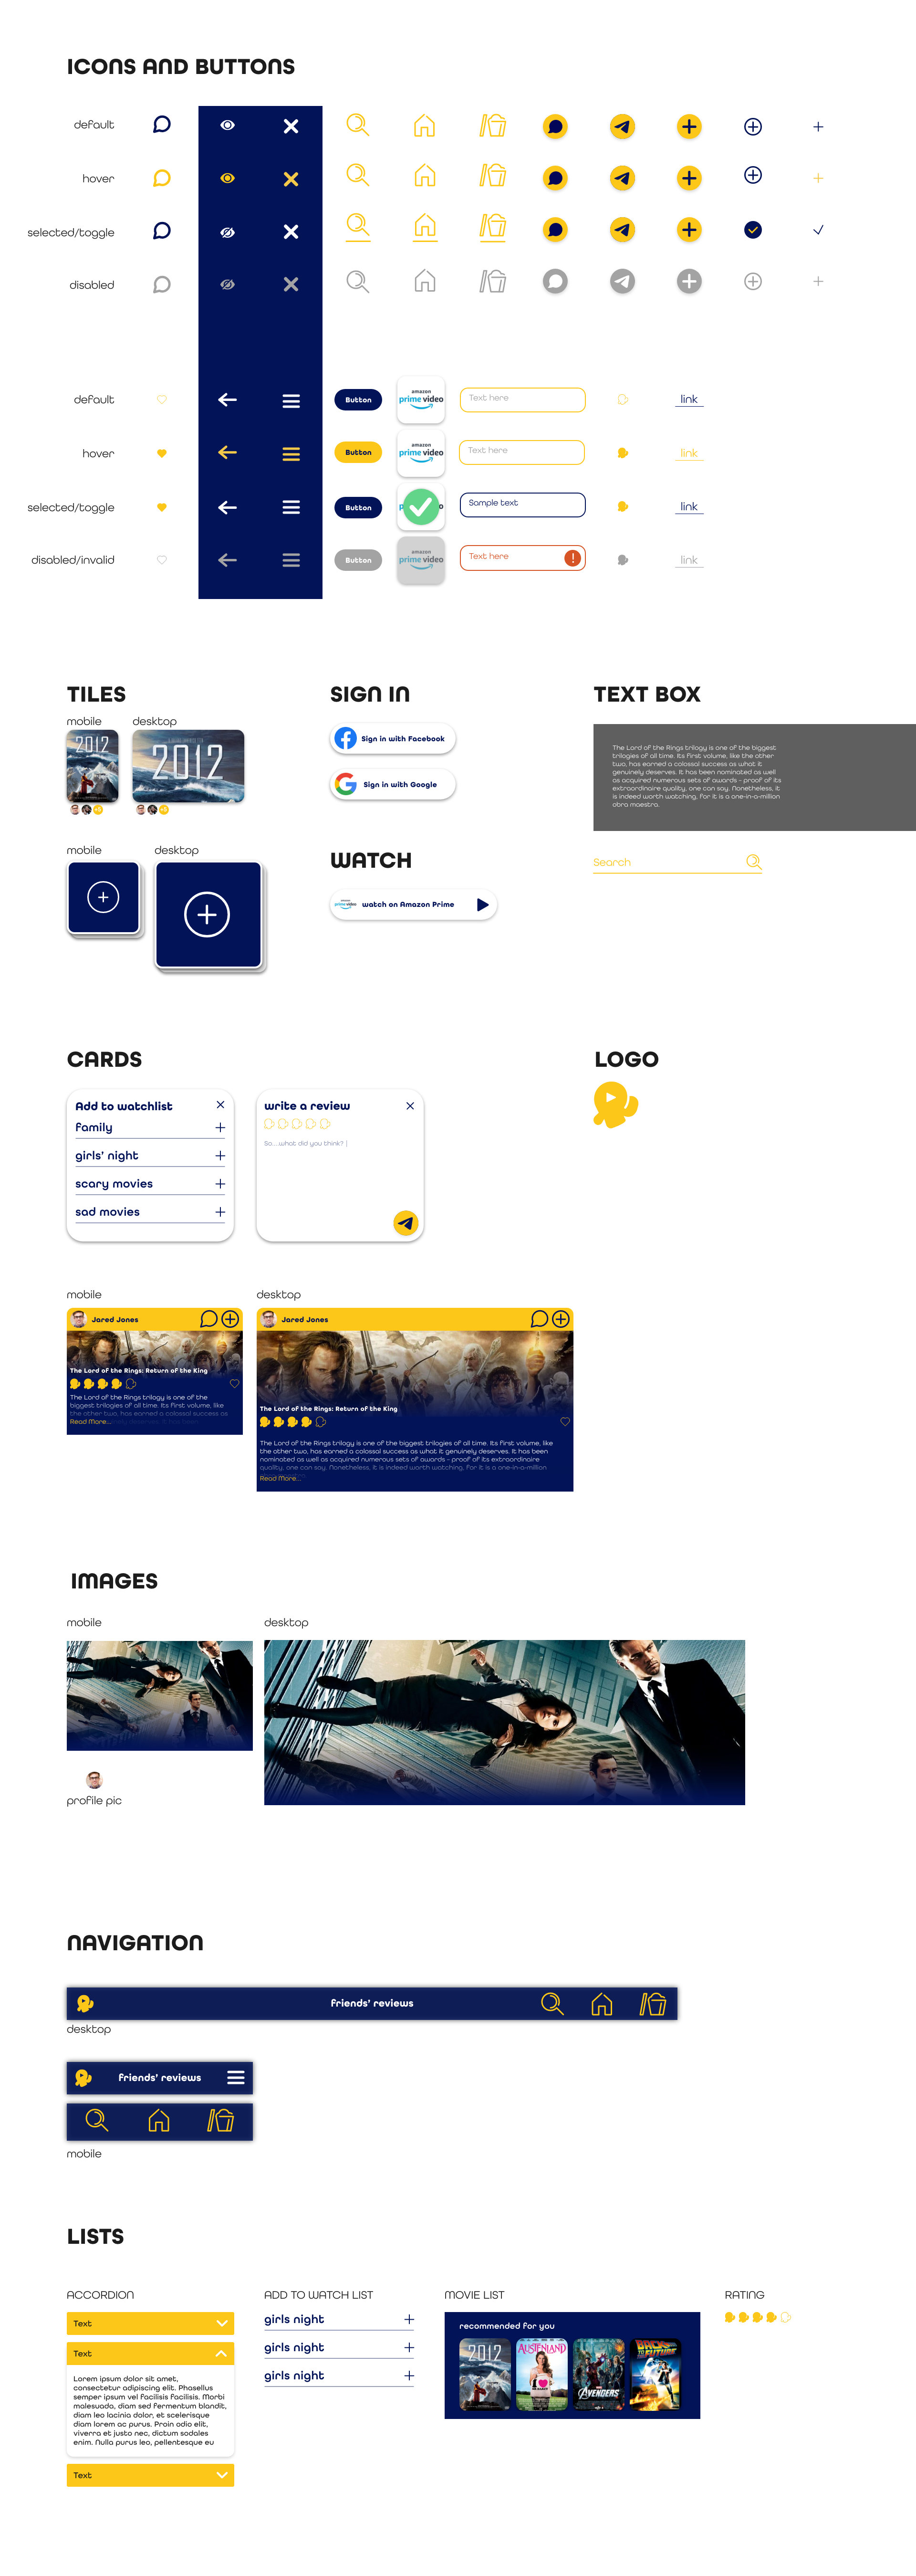 ICONS AND BUTTONS
default
hover
selected/toggle
disabled
default
Button
amazon
prime video
Text here
link
hover
Button
amazon
prime video
Text here
link
selected/toggle
Button
Sample text
link
disabled/invalid
Button
amazon
prime video
Text here
!
link
TILES
mobile
desktop
2012
2012
mobile
desktop
SIGN IN
Sign in with Facebook
Sign in with Google
WATCH
prime video
watch on Amazon Prime
TEXT BOX
The Lord of the Rings trilogy is one of the biggest
trilogies of all time. Its first volume, like the other
two, has earned a colossal success as what it
genuinely deserves. It has been nominated as well
as acquired numerous sets of awards - proof of its
extraordinaire quality, one can say. Nonetheless, it
is indeed worth watching, for it is a one-in-a-million
obra maestra.
Search
CARDS
Add to watchlist
family
girls' night
scary movies
sad movies
write a review
So... what did you think? |
LOGO
mobile
Jared Jones
The Lord of the Rings: Return of the King
The Lord of the Rings trilogy is one of the
biggest trilogies of all time. Its first volume, like
the other two, has earned a colossal success as
Read More...
desktop
Jared Jones
The Lord of the Rings: Return of the King
The Lord of the Rings trilogy is one of the biggest trilogies of all time. Its first volume, like
the other two, has earned a colossal success as what it genuinely deserves. It has been
nominated as well as acquired numerous sets of awards - proof of its extraordinaire
quality, one can say. Nonetheless, it is indeed worth watching, for it is a one-in-a-million
Read More...
IMAGES
mobile
desktop
profile pic
NAVIGATION
friends' reviews
desktop
friends' reviews
mobile
LISTS
ACCORDION
Text
Text
Lorem ipsum dolor sit amet,
consectetur adipiscing elit. Phasellus
semper ipsum vel facilisis facilisis. Morbi
malesuada, diam sed fermentum blandit,
diam leo lacinia dolor, et scelerisque
diam lorem ac purus. Proin odio elit,
viverra et justo nec, dictum sodales
enim. Nulla purus leo, pellentesque eu
Text
ADD TO WATCH LIST
girls night
girls night
girls night
MOVIE LIST
recommended for you
2012
AUSTENLAND
AVENGERS
BACK TO THE FUTURE
RATING